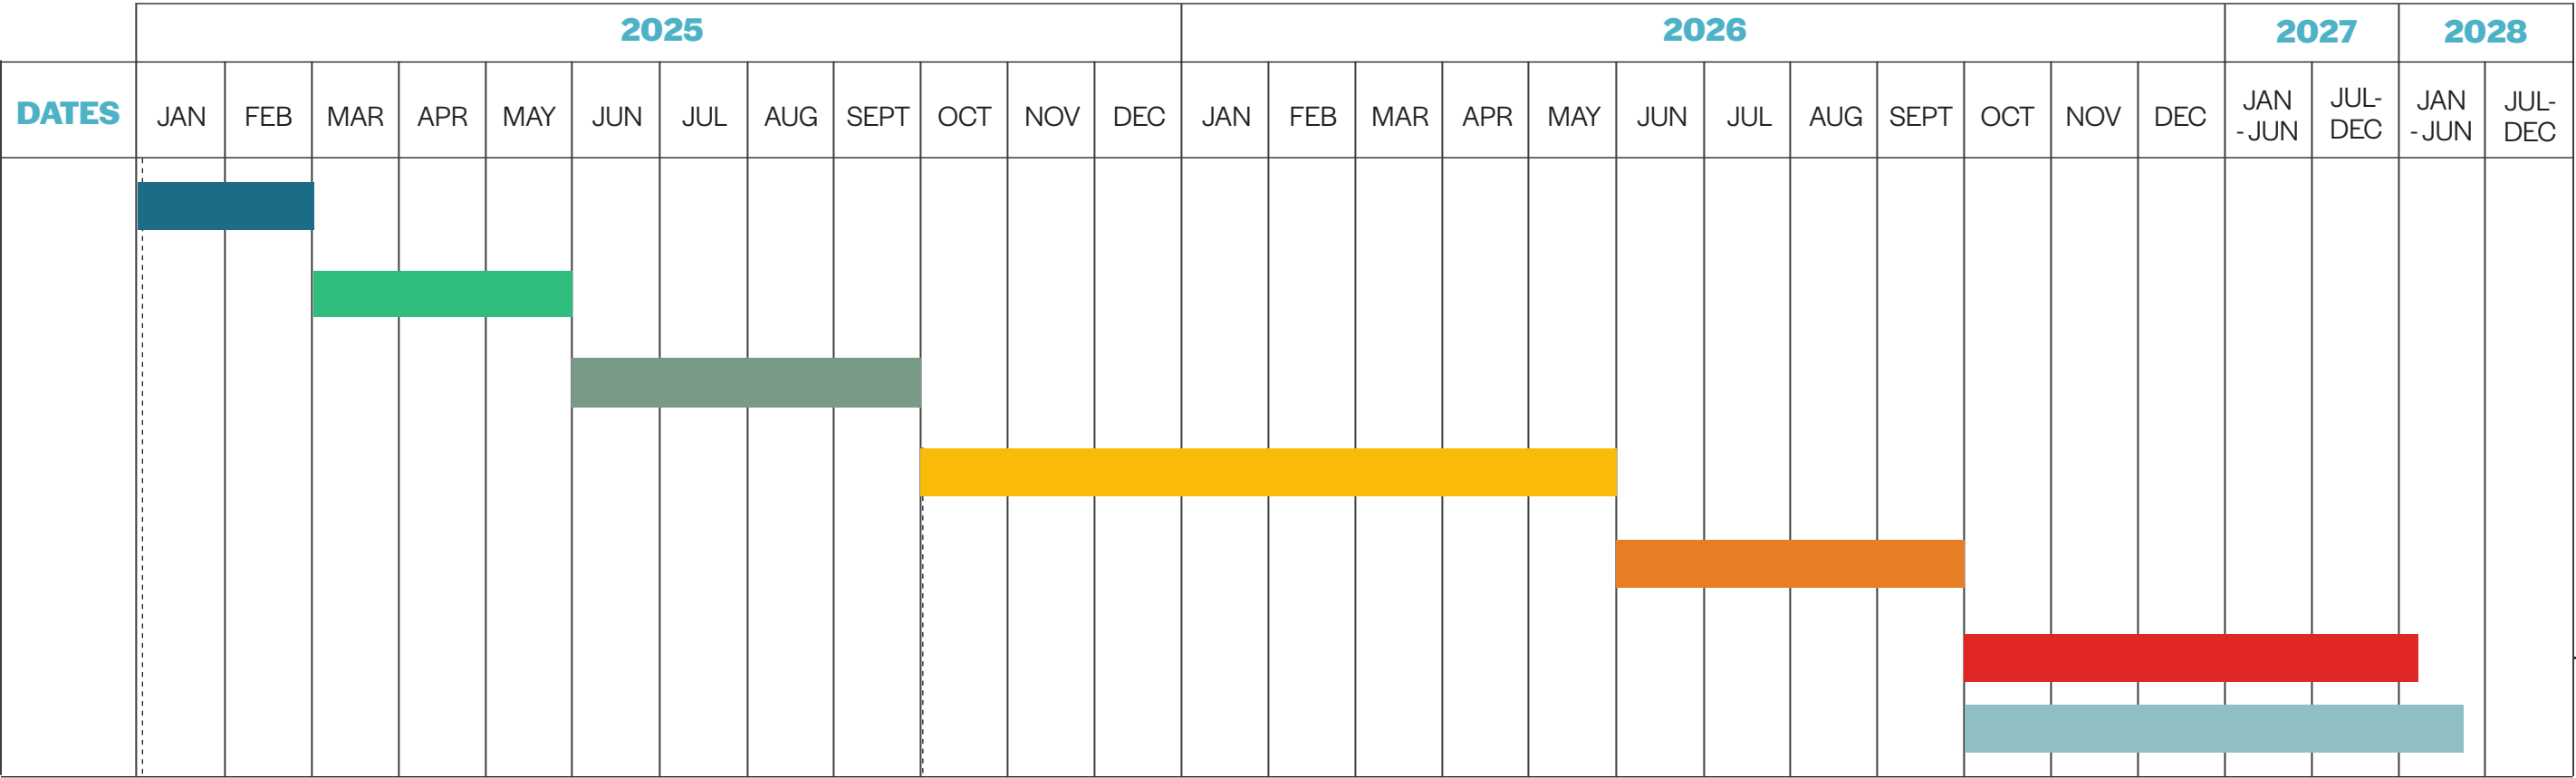 2025 2026 2027 2028
DATES JAN FEB MAR APR MAY JUN JUL AUG SEPT OCT NOV DEC JAN FEB MAR APR MAY JUN JUL AUG SEPT OCT NOV DEC
JAN
- JUN
JUL-
DEC
JAN
- JUN
JUL-
DEC